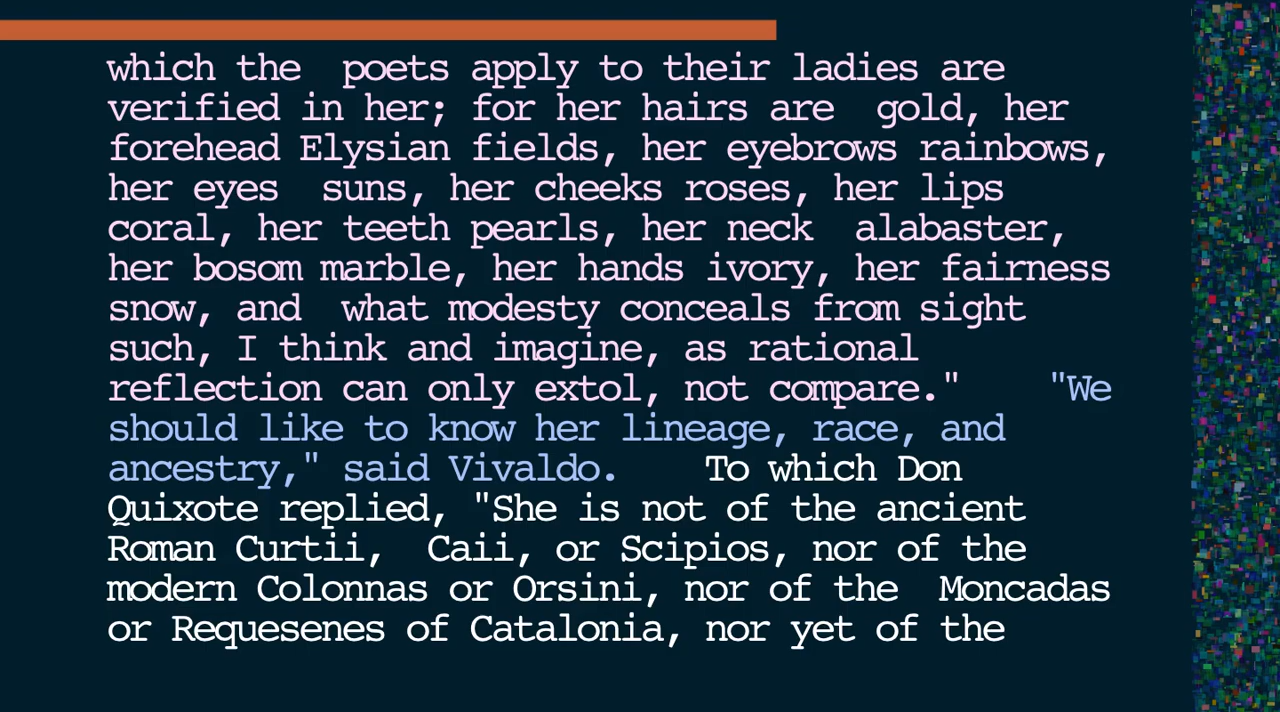 which the  poets apply to their ladies are
verified in her; for her hairs are  gold, her
forehead Elysian fields, her eyebrows rainbows,
her eyes  suns, her cheeks roses, her lips
coral, her teeth pearls, her neck  alabaster,
her bosom marble, her hands ivory, her fairness
snow, and  what modesty conceals from sight
such, I think and imagine, as rational
reflection can only extol, not compare."    "We
should like to know her lineage, race, and
ancestry," said Vivaldo.    To which Don
Quixote replied, "She is not of the ancient
Roman Curtii,  Caii, or Scipios, nor of the
modern Colonnas or Orsini, nor of the  Moncadas
or Requesenes of Catalonia, nor yet of the